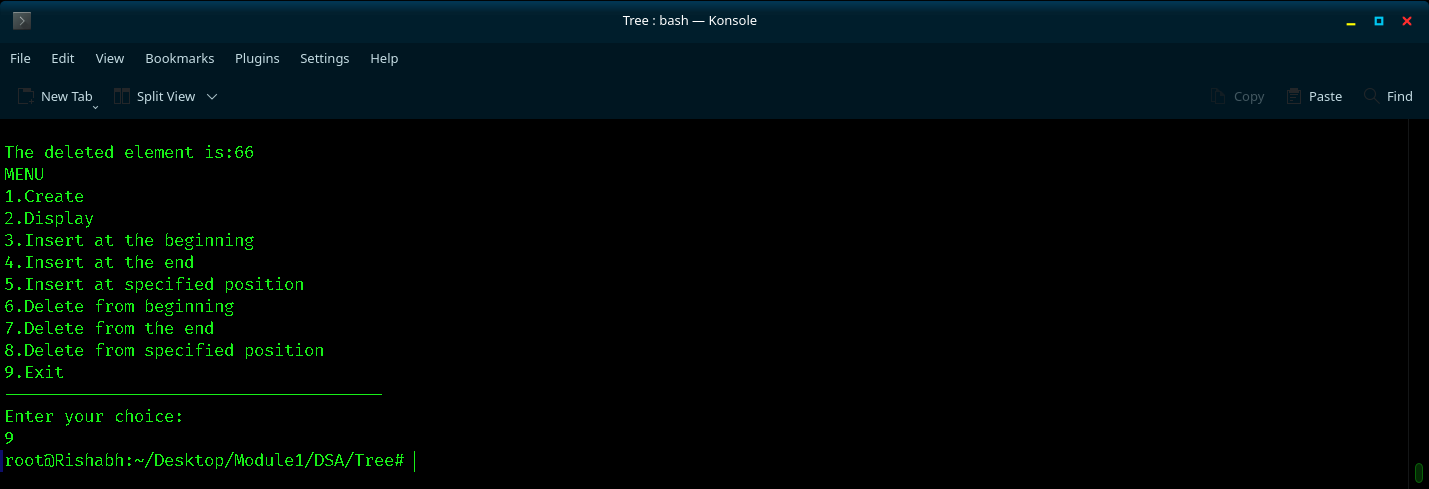 Tree : bash — Konsole
File Edit View Bookmarks Plugins Settings Help
New Tab Split View Copy Paste Find
The deleted element is:66
MENU
1.Create
2.Display
3.Insert at the beginning
4.Insert at the end
5.Insert at specified position
6.Delete from beginning
7.Delete from the end
8.Delete from specified position
9.Exit
Enter your choice:
9
root@Rishabh:~/Desktop/Module1/DSA/Tree#